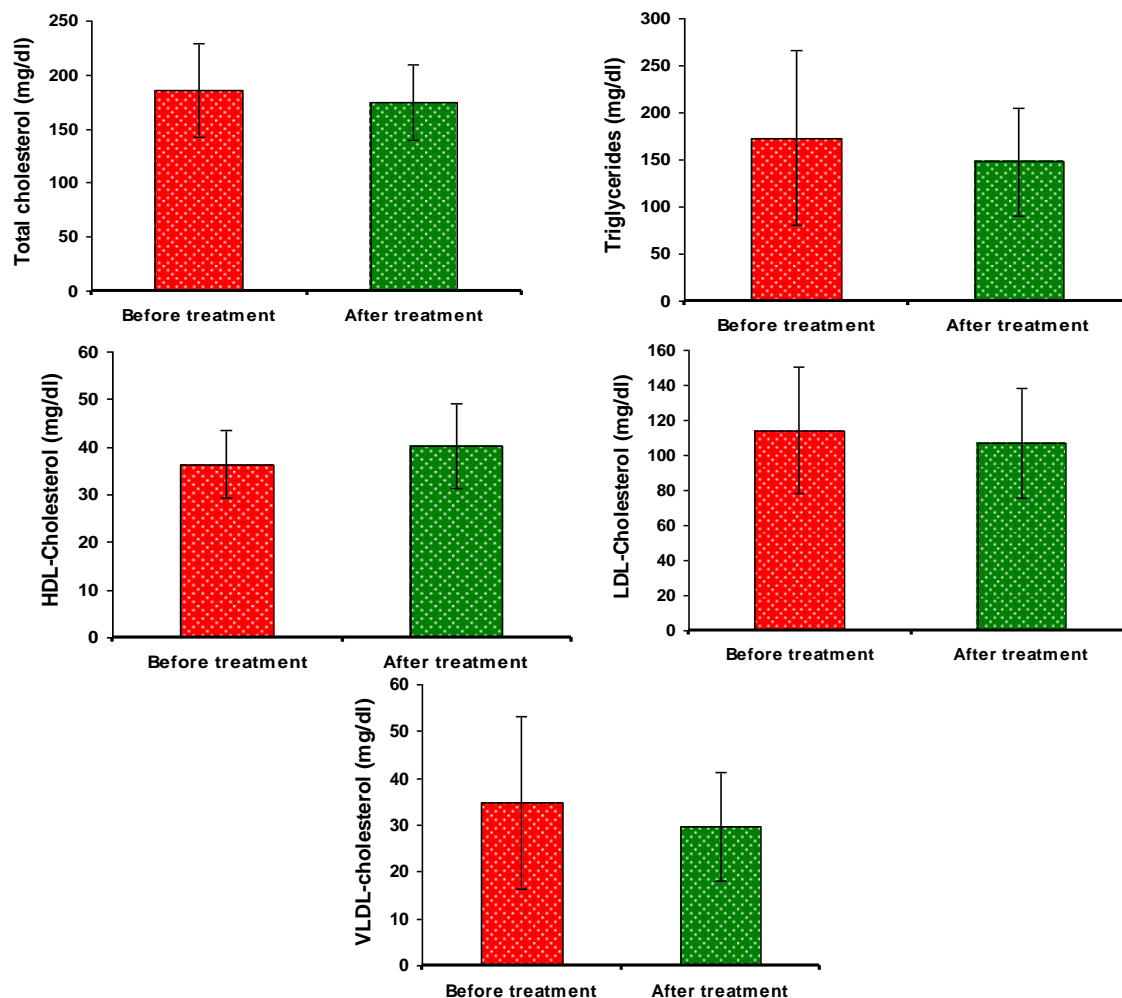 Total cholesterol (mg/dl)
250
200
150
100
50
0
Before treatment
After treatment
Triglycerides (mg/dl)
300
250
200
150
100
50
0
Before treatment
After treatment
HDL-Cholesterol (mg/dl)
60
50
40
30
20
10
0
Before treatment
After treatment
LDL-Cholesterol (mg/dl)
160
140
120
100
80
60
40
20
0
Before treatment
After treatment
VLDL-cholesterol (mg/dl)
60
50
40
30
20
10
0
Before treatment
After treatment